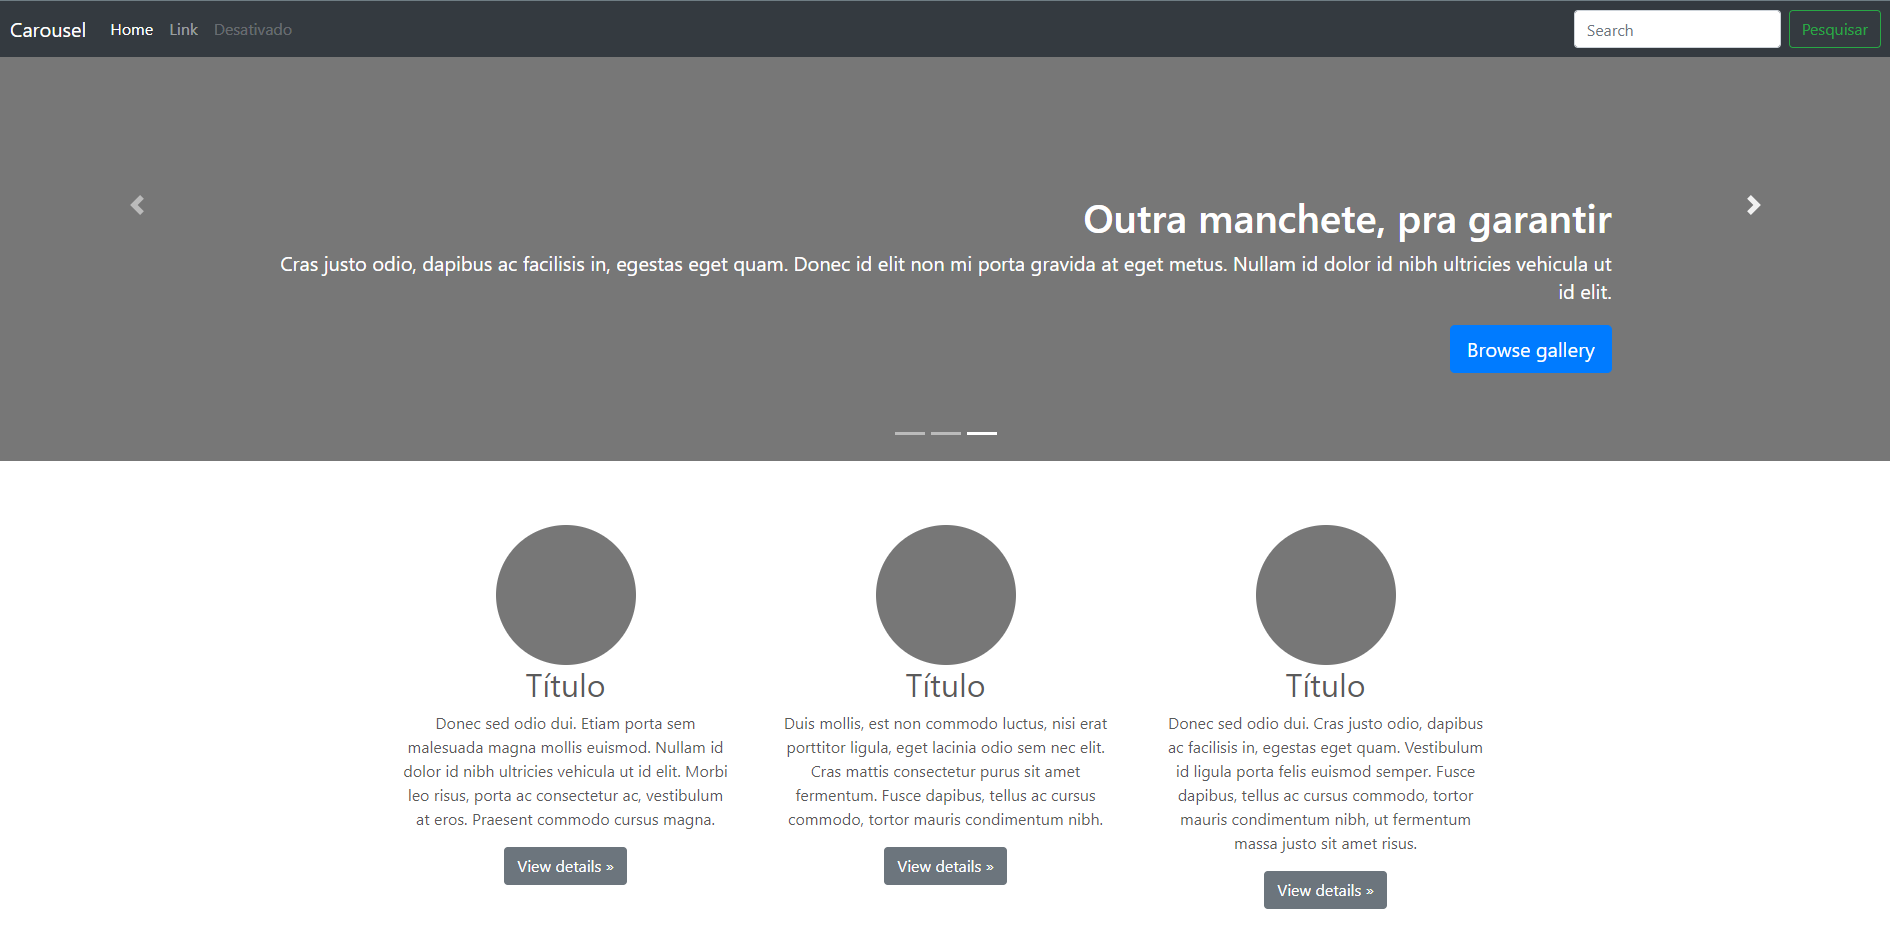 Carousel Home Link Desativado Search Pesquisar
Outra manchete, pra garantir
Cras justo odio, dapibus ac facilisis in, egestas eget quam. Donec id elit non mi porta gravida at eget metus. Nullam id dolor id nibh ultricies vehicula ut
id elit.
Browse gallery
Título
Donec sed odio dui. Etiam porta sem
malesuada magna mollis euismod. Nullam id
dolor id nibh ultricies vehicula ut id elit. Morbi
leo risus, porta ac consectetur ac, vestibulum
at eros. Praesent commodo cursus magna.
View details »
Título
Duis mollis, est non commodo luctus, nisi erat
porttitor ligula, eget lacinia odio sem nec elit.
Cras mattis consectetur purus sit amet
fermentum. Fusce dapibus, tellus ac cursus
commodo, tortor mauris condimentum nibh.
View details »
Título
Donec sed odio dui. Cras justo odio, dapibus
ac facilisis in, egestas eget quam. Vestibulum
id ligula porta felis euismod semper. Fusce
dapibus, tellus ac cursus commodo, tortor
mauris condimentum nibh, ut fermentum
massa justo sit amet risus.
View details »